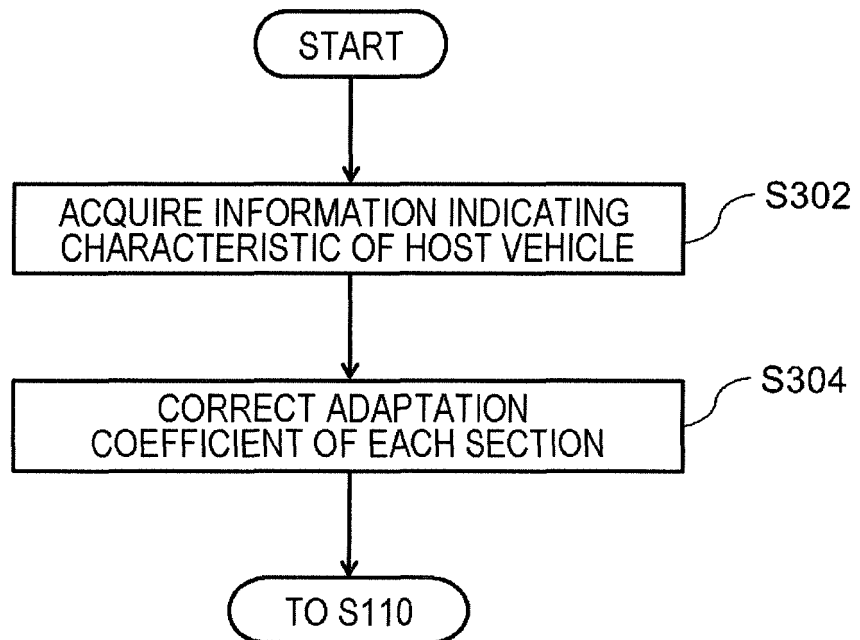 START
ACQUIRE INFORMATION INDICATING
CHARACTERISTIC OF HOST VEHICLE
S302
CORRECT ADAPTATION
COEFFICIENT OF EACH SECTION
S304
TO S110